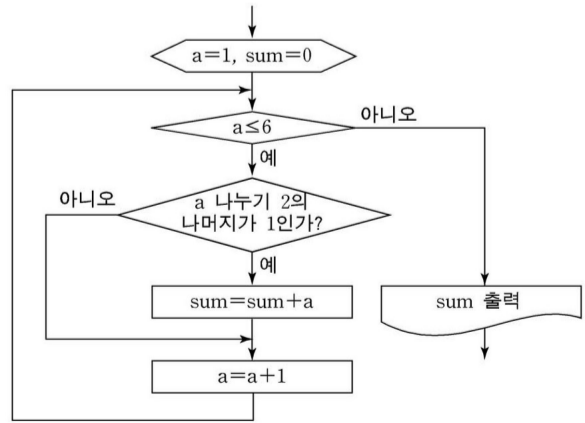 a=1, sum=0
a≤6
아니오
예
아니오
a 나누기 2의
나머지가 1인가?
예
sum=sum+a
sum 출력
a=a+1